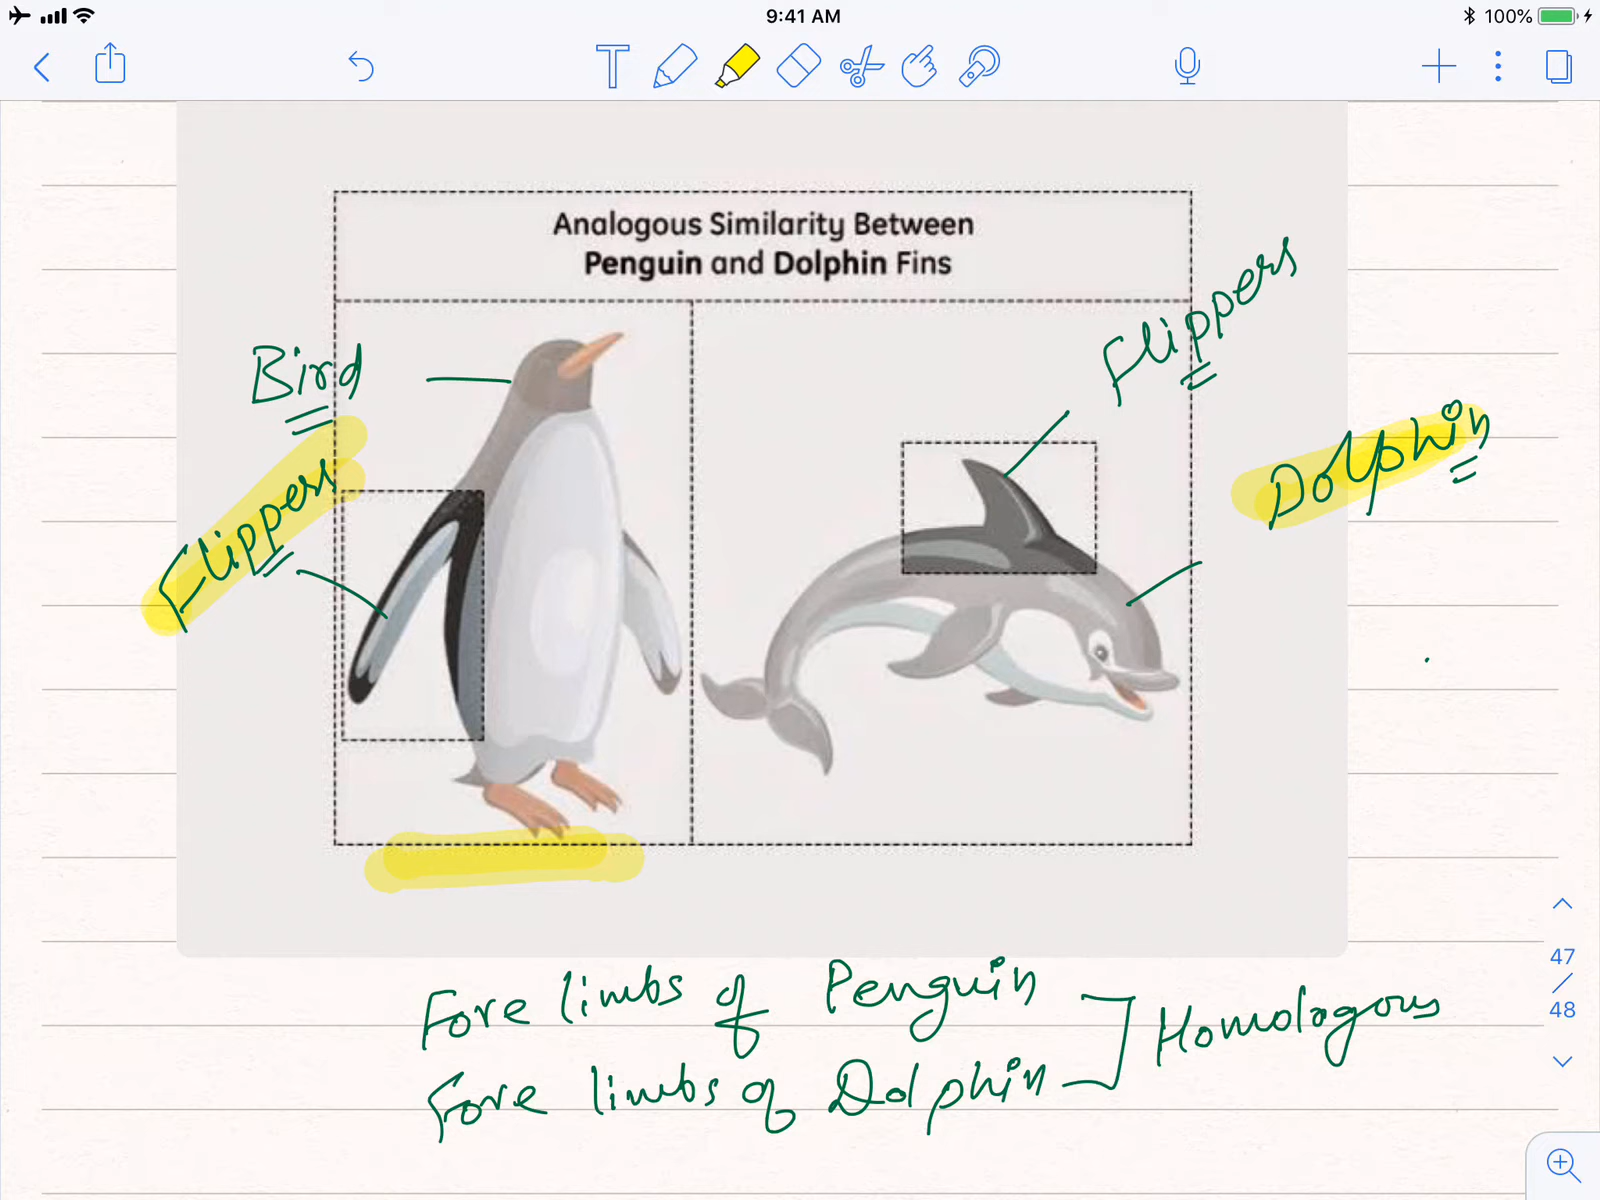 9:41 AM
100%
Analogous Similarity Between
Penguin and Dolphin Fins
Bird
Flippers
Flippers
Dolphin
Fore limbs of Penguin
Fore limbs of Dolphin
Homologous
47
/
48